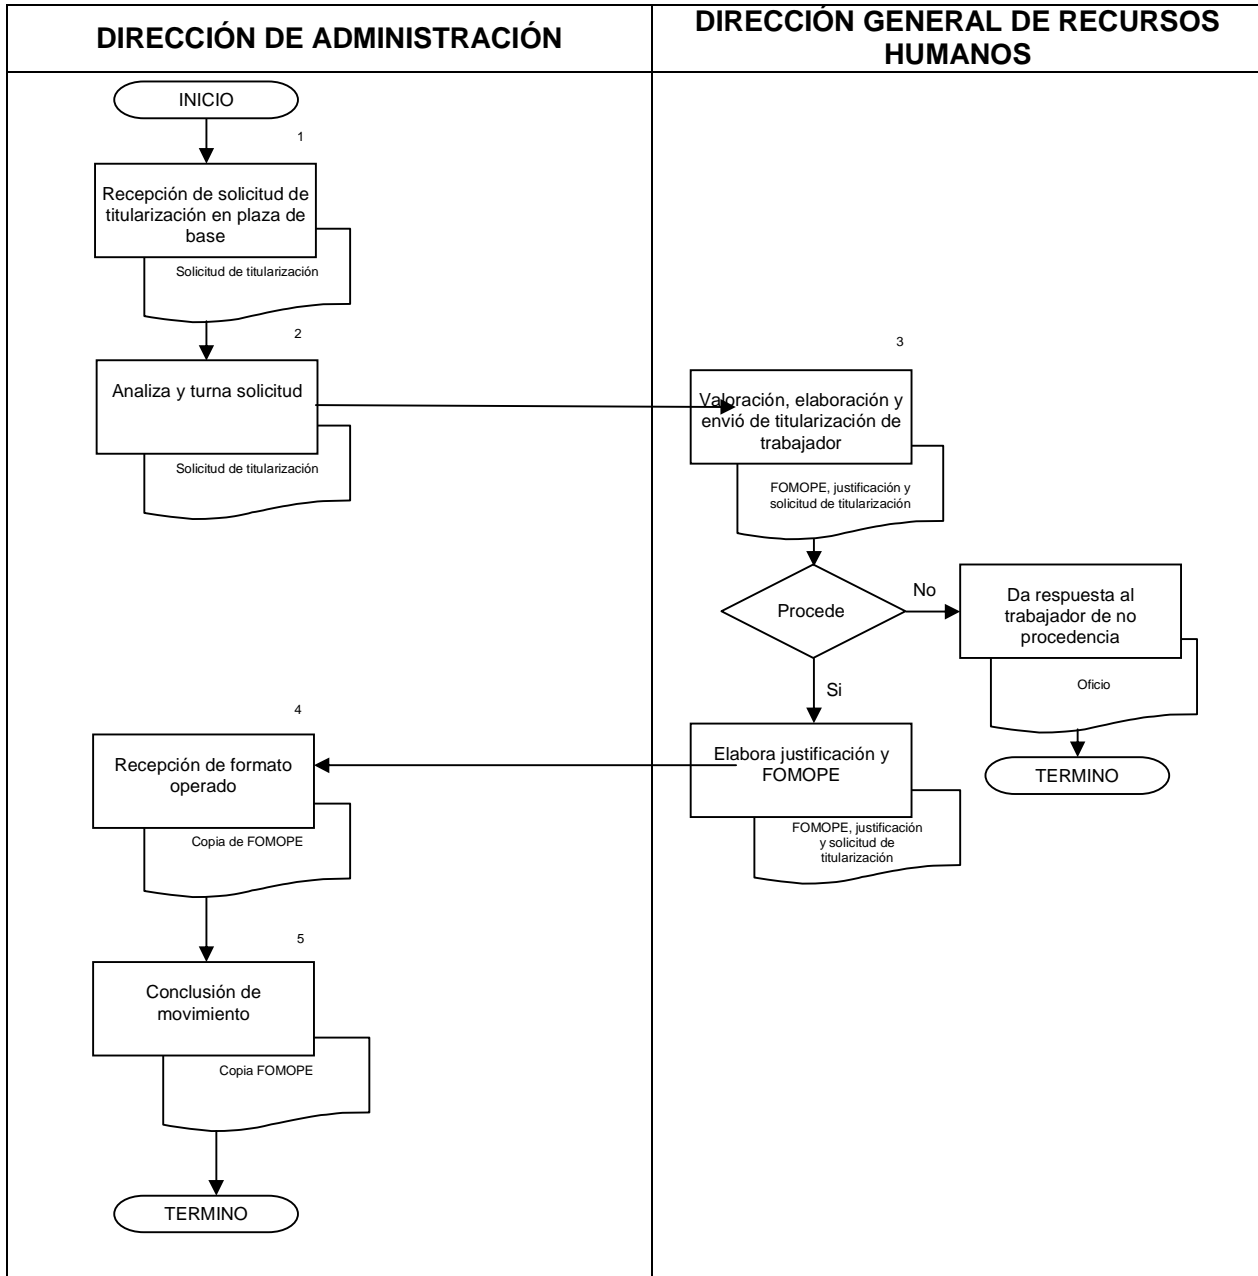 DIRECCIÓN DE ADMINISTRACIÓN
DIRECCIÓN GENERAL DE RECURSOS
HUMANOS
INICIO
1
Recepción de solicitud de
titularización en plaza de
base
Solicitud de titularización
2
Analiza y turna solicitud
Solicitud de titularización
3
Valoración, elaboración y
envió de titularización de
trabajador
FOMOPE, justificación y
solicitud de titularización
Procede
No
Da respuesta al
trabajador de no
procedencia
Oficio
TERMINO
Si
Elabora justificación y
FOMOPE
FOMOPE, justificación
y solicitud de
titularización
4
Recepción de formato
operado
Copia de FOMOPE
5
Conclusión de
movimiento
Copia FOMOPE
TERMINO